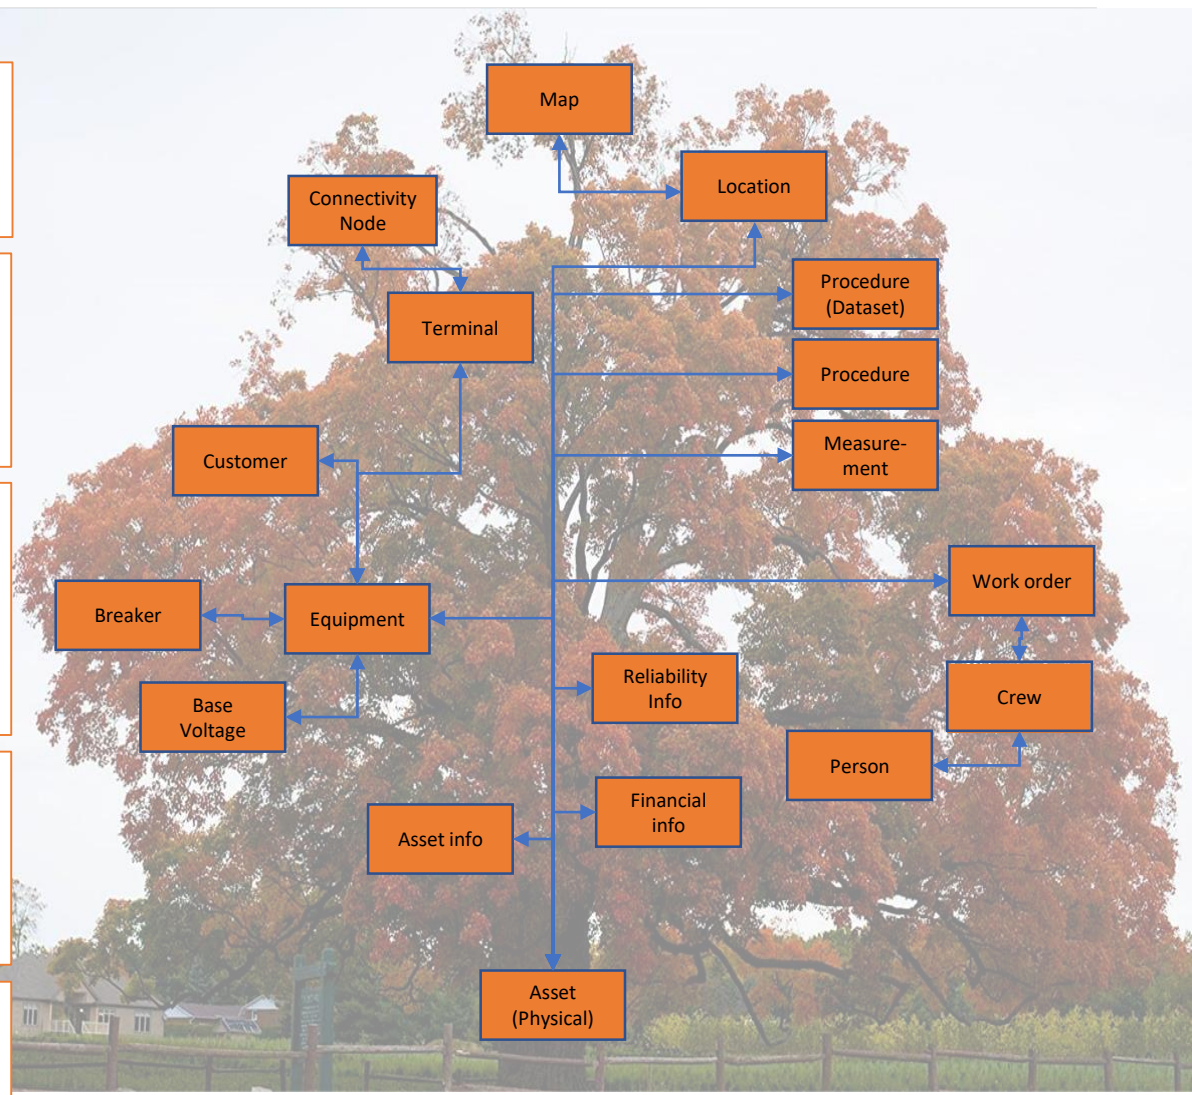 Map
Location
Connectivity
Node
Procedure
(Dataset)
Terminal
Procedure
Measure-
ment
Customer
Work order
Breaker
Equipment
Reliability
Info
Base
Voltage
Crew
Person
Financial
info
Asset info
Asset
(Physical)